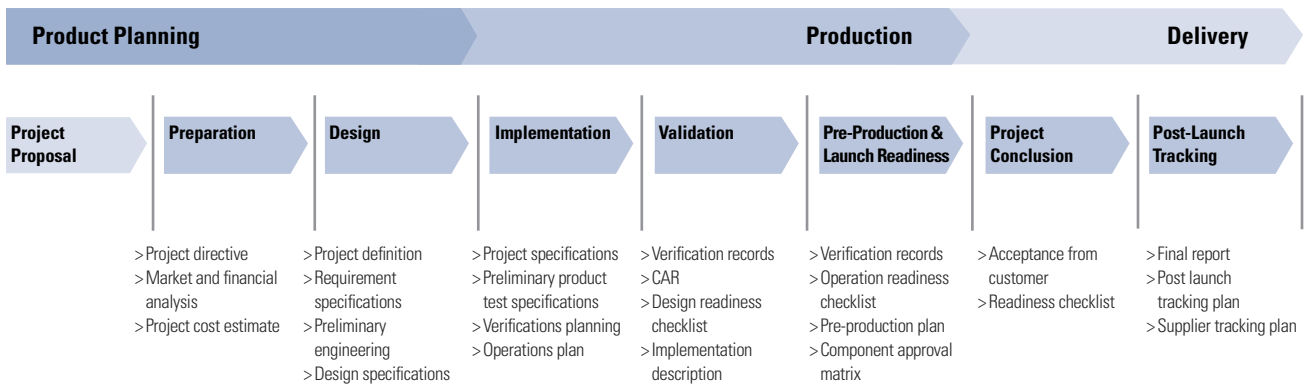 Product Planning
Production
Delivery
Project
Proposal
Preparation
Design
Implementation
Validation
Pre-Production &
Launch Readiness
Project
Conclusion
Post-Launch
Tracking
> Project directive
> Market and financial
analysis
> Project cost estimate
> Project definition
> Requirement
specifications
> Preliminary
engineering
> Design specifications
> Project specifications
> Preliminary product
test specifications
> Verifications planning
> Operations plan
> Verification records
> CAR
> Design readiness
checklist
> Implementation
description
> Verification records
> Operation readiness
checklist
> Pre-production plan
> Component approval
matrix
> Acceptance from
customer
> Readiness checklist
> Final report
> Post launch
tracking plan
> Supplier tracking plan